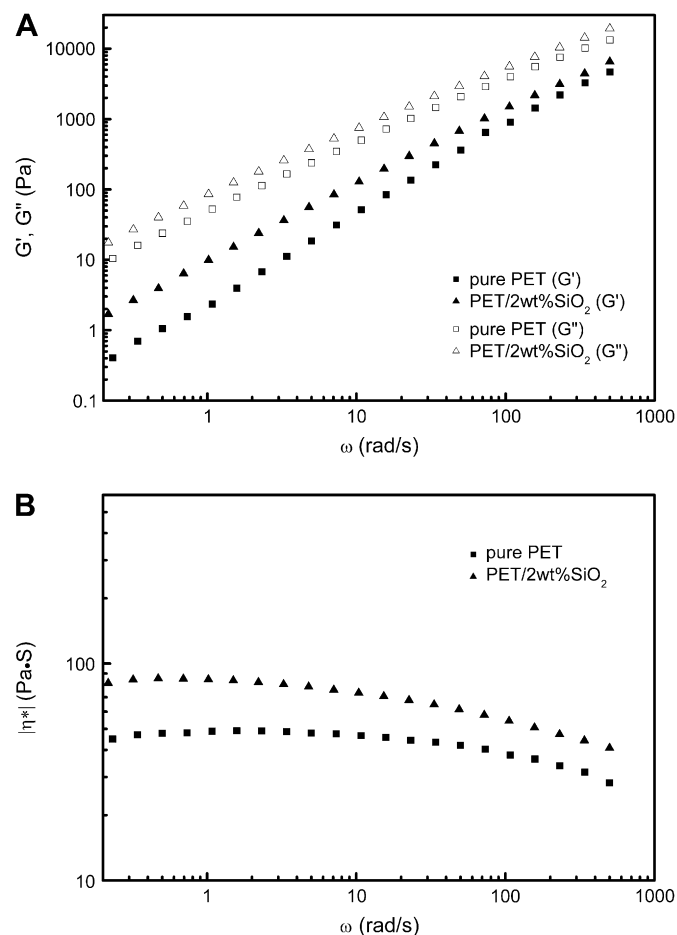 A
10000
1000
100
10
1
0.1
G', G" (Pa)
pure PET (G')
PET/2wt%SiO₂ (G')
pure PET (G")
PET/2wt%SiO₂ (G")
1 10 100 1000
ω (rad/s)
B
100
10
|η*| (Pa•S)
pure PET
PET/2wt%SiO₂
1 10 100 1000
ω (rad/s)